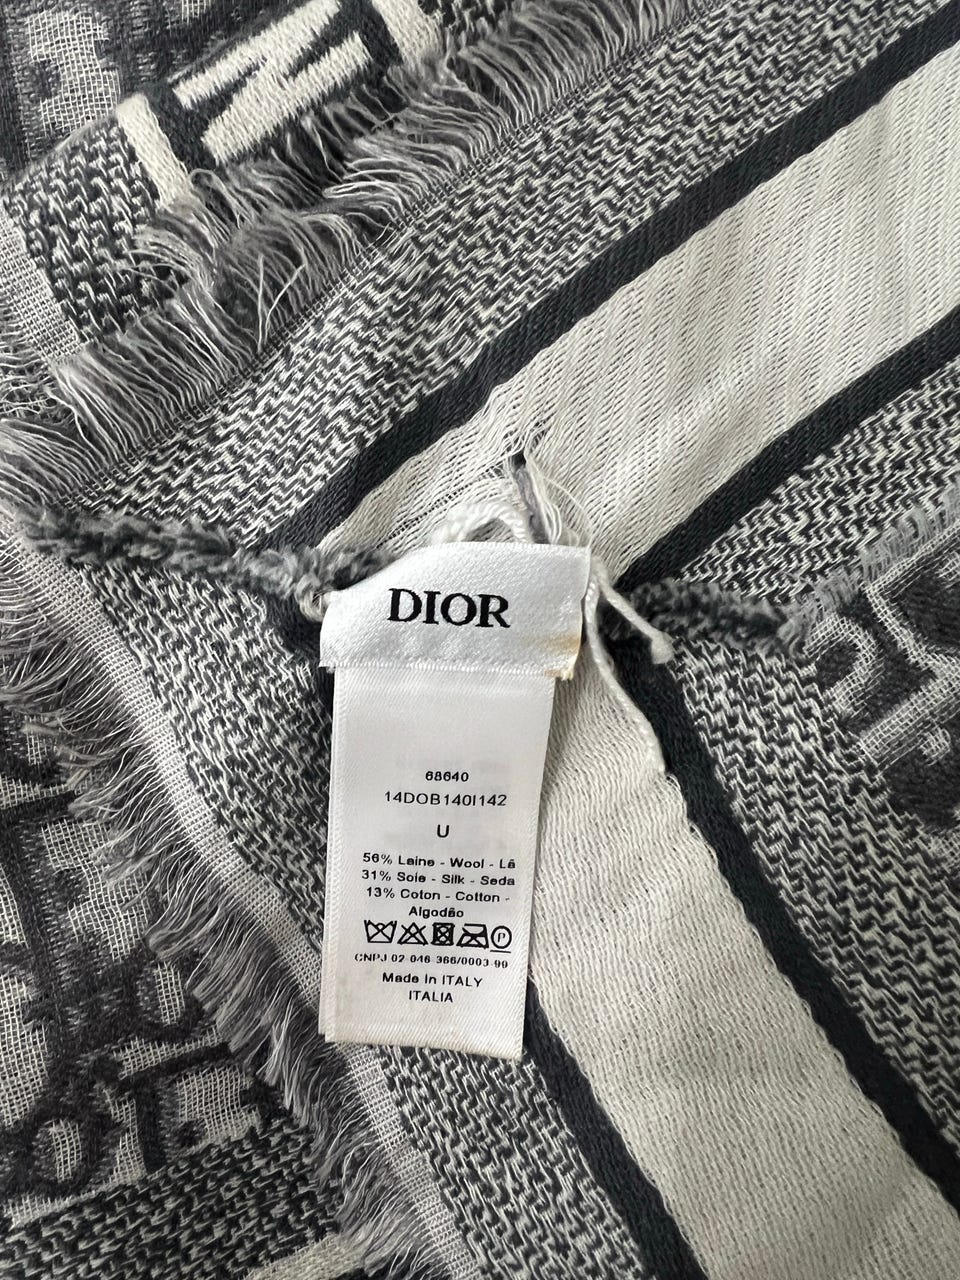 N
DIOR
68640
14DOB140I142
U
56% Laine - Wool - Lã
31% Soie - Silk - Seda
13% Coton - Cotton -
Algodão
P
CNPJ 02 046 366/0003-99
Made In ITALY
ITALIA